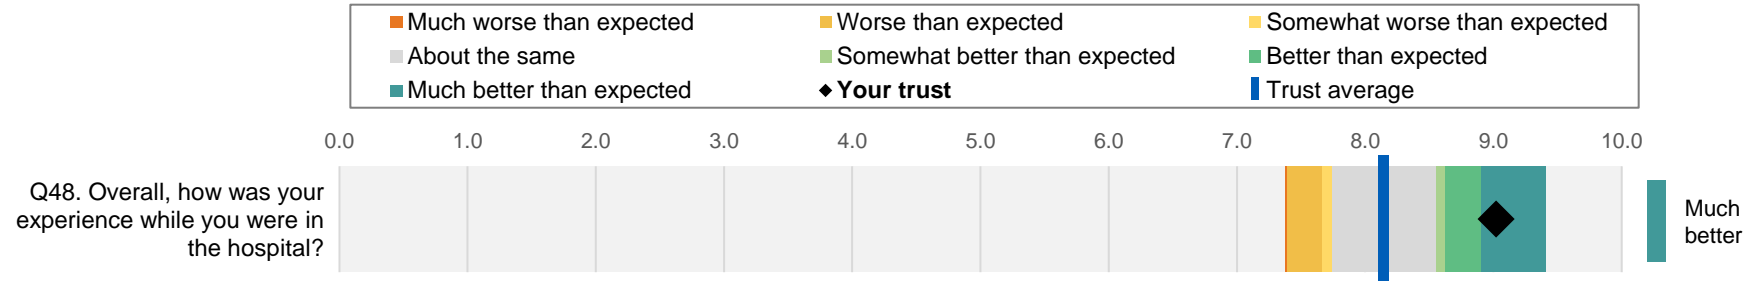 Much worse than expected
Worse than expected
Somewhat worse than expected
About the same
Somewhat better than expected
Better than expected
Much better than expected
Your trust
Trust average
0.0 1.0 2.0 3.0 4.0 5.0 6.0 7.0 8.0 9.0 10.0
Q48. Overall, how was your
experience while you were in
the hospital?
Much
better